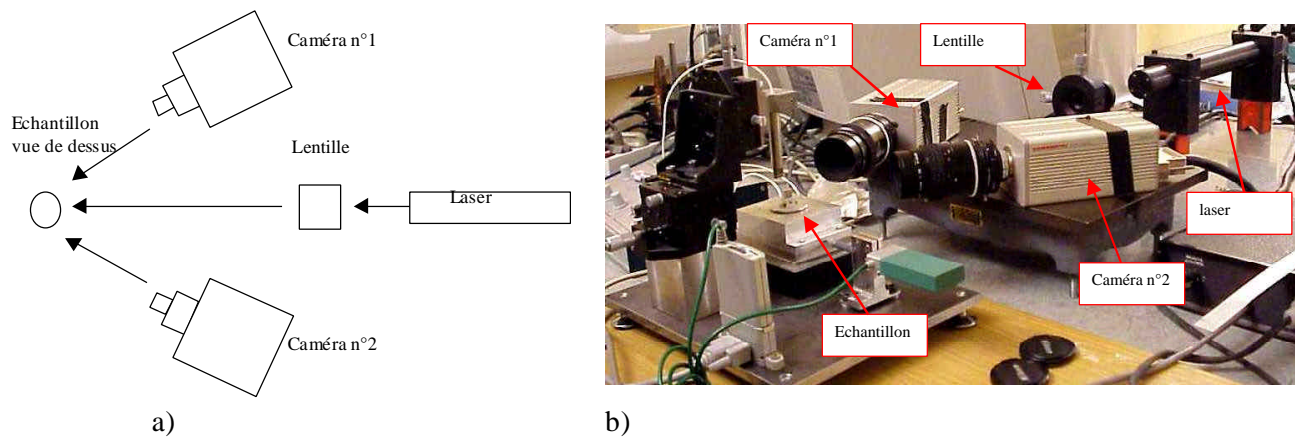 Caméra n°1
Echantillon
vue de dessus
Lentille
Laser
Caméra n°2
a)
Caméra n°1
Lentille
laser
Caméra n°2
Echantillon
b)